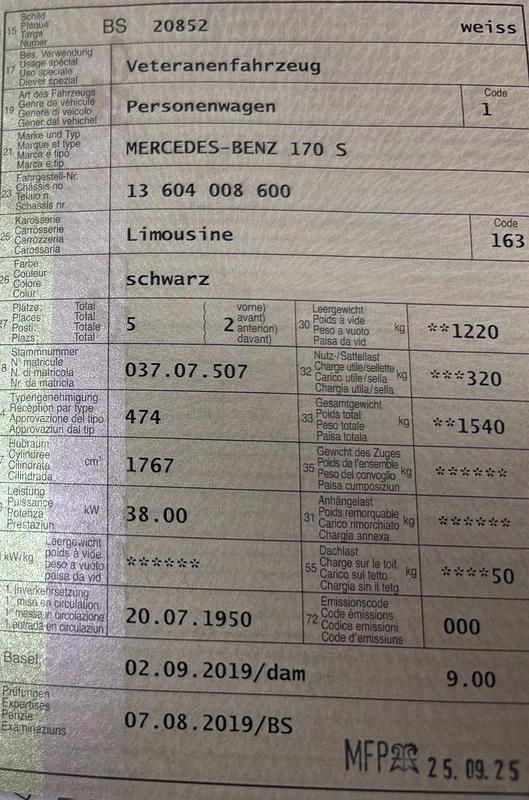 15 Schild BS 20852 weiss
Plaque
Targa
Numer
17 Bes. Verwendung Veteranenfahrzeug
Usage spécial
Uso speciale
Diever spezial
19 Art des Fahrzeugs Personenwagen Code
Genre de véhicule 1
Genere di veicolo
Gener dal vehichel
21 Marke und Typ MERCEDES-BENZ 170 S
Marque et type
Marca e tipo
Marca e tip
23 Fahrgestell-Nr. 13 604 008 600
Châssis no
Telaio n.
Schassis nr.
25 Karosserie Limousine Code
Carrosserie 163
Carrozzeria
Carossaria
26 Farbe schwarz
Couleur
Colore
Colur
27 Plätze: Total 5 2 vorne)
Places: Total avant)
Posti: Totale anteriori)
Plazs: Total davant)
30 Leergewicht kg **1220
Poids à vide
Peso a vuoto
Paisa da vid
Stammnummer 037.07.507
N° matricule
N. di matricola
Nr. da matricla
32 Nutz-/Sattellast kg ***320
Charge utile/sellette
Carico utile/sella
Chargia utila/sella
Typengenehmigung 474
Réception par type
Approvazione del tipo
Approvaziun dal tip
33 Gesamtgewicht kg **1540
Poids total
Peso totale
Paisa totala
Hubraum cm³ 1767
Cylindrée
Cilindrata
Cilindrada
35 Gewicht des Zuges kg ******
Poids de l'ensemble
Peso del convoglio
Paisa cumposiziun
Leistung kW 38.00
Puissance
Potenza
Prestaziun
31 Anhängelast kg ******
Poids remorquable
Carico rimorchiato
Chargia annexa
kW/kg Leergewicht ******
poids à vide
peso a vuoto
paisa da vid
55 Dachlast kg ****50
Charge sur le toit
Carico sul tetto
Chargia sin il tetg
1. Inverkehrsetzung 20.07.1950
1re mise en circulation
1a messa in circolazione
1. entrada en circulaziun
72 Emissionscode 000
Code émissions
Codice emissioni
Code d'emissiuns
Basel, 02.09.2019/dam 9.00
Prüfungen 07.08.2019/BS
Expertises
Perizie
Examinaziuns
MFP 25.09.25